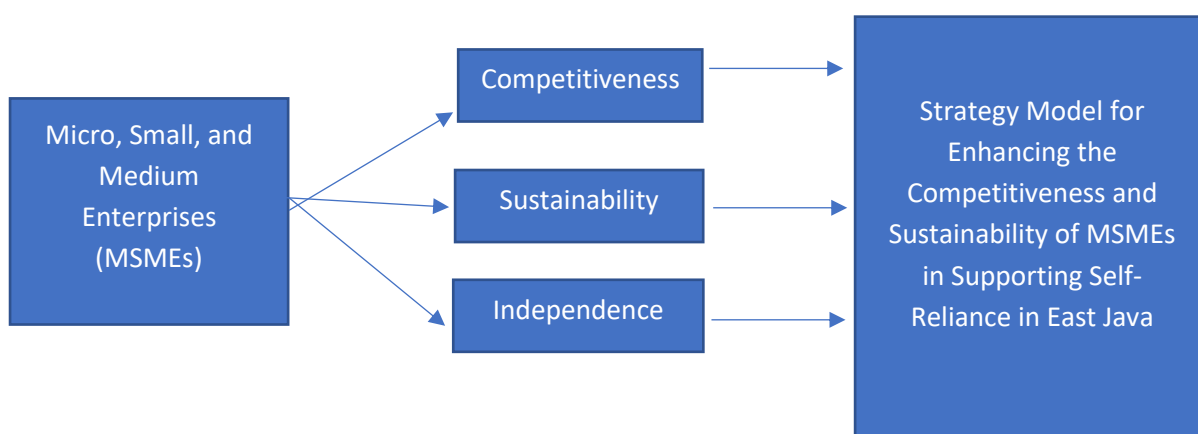 Micro, Small, and
Medium
Enterprises
(MSMEs)
Competitiveness
Sustainability
Independence
Strategy Model for
Enhancing the
Competitiveness and
Sustainability of MSMEs
in Supporting Self-
Reliance in East Java